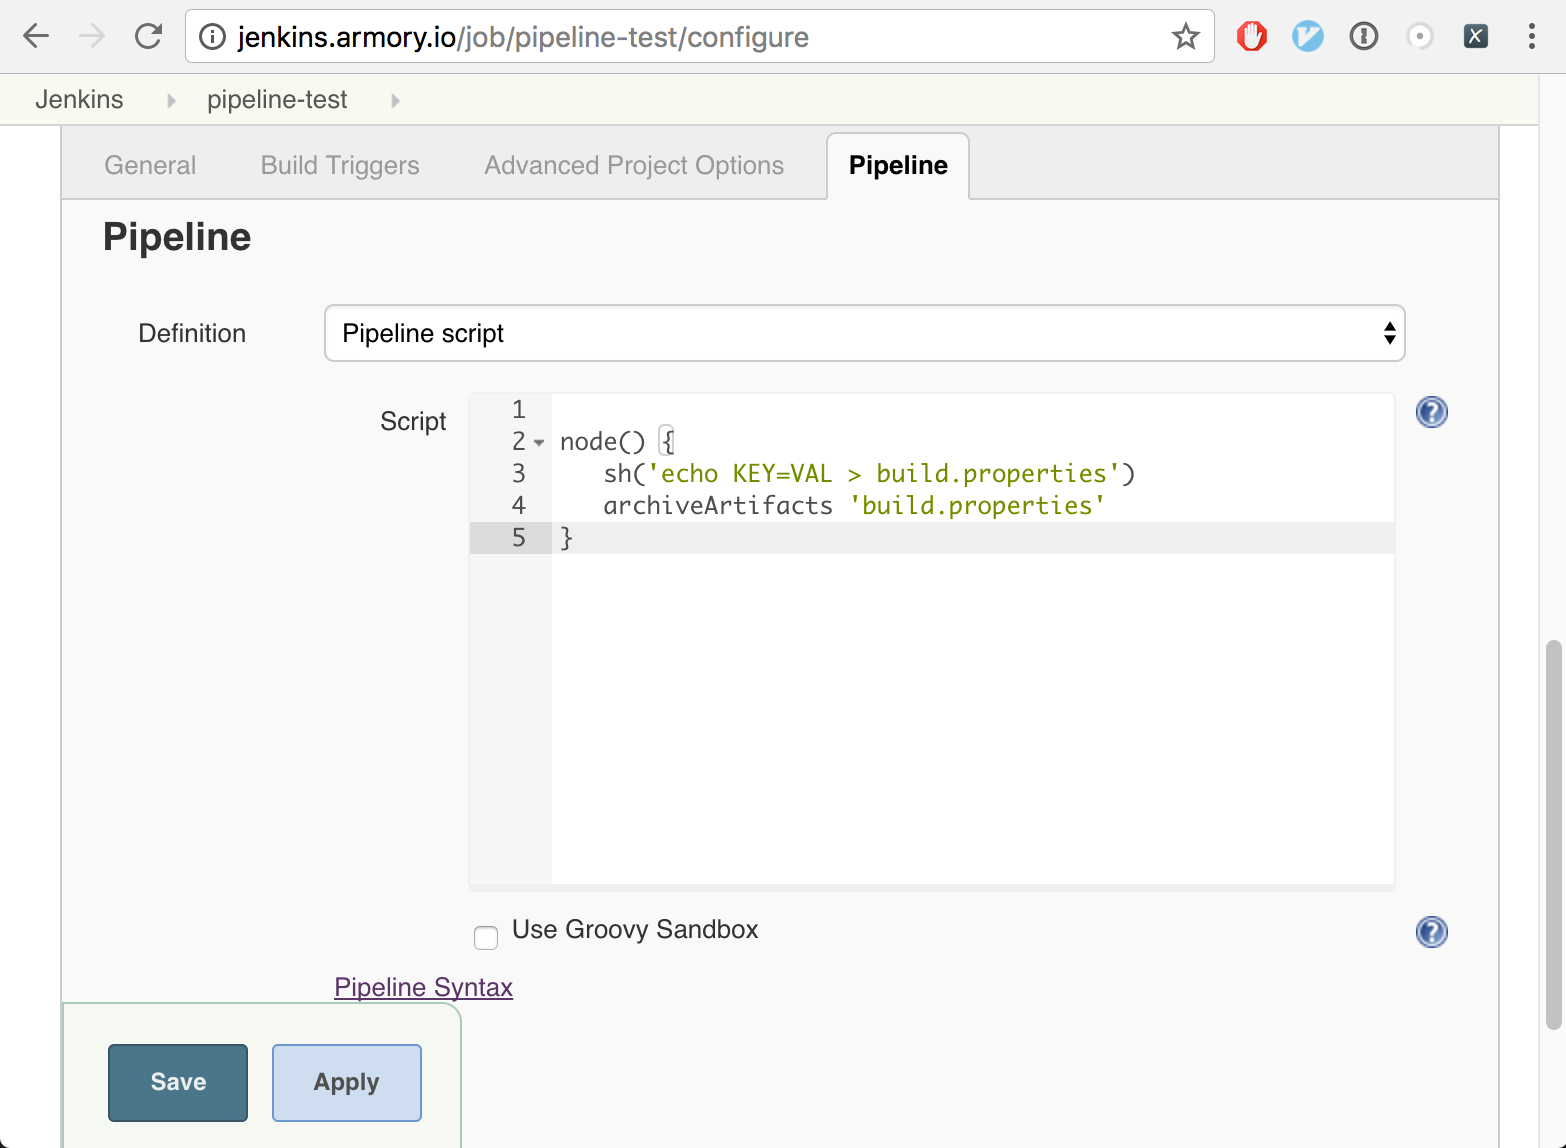 jenkins.armory.io/job/pipeline-test/configure
Jenkins pipeline-test
General Build Triggers Advanced Project Options Pipeline
Pipeline
Definition Pipeline script
Script
1
2 node() {
3 sh('echo KEY=VAL > build.properties')
4 archiveArtifacts 'build.properties'
5 }
Use Groovy Sandbox
Pipeline Syntax
Save Apply